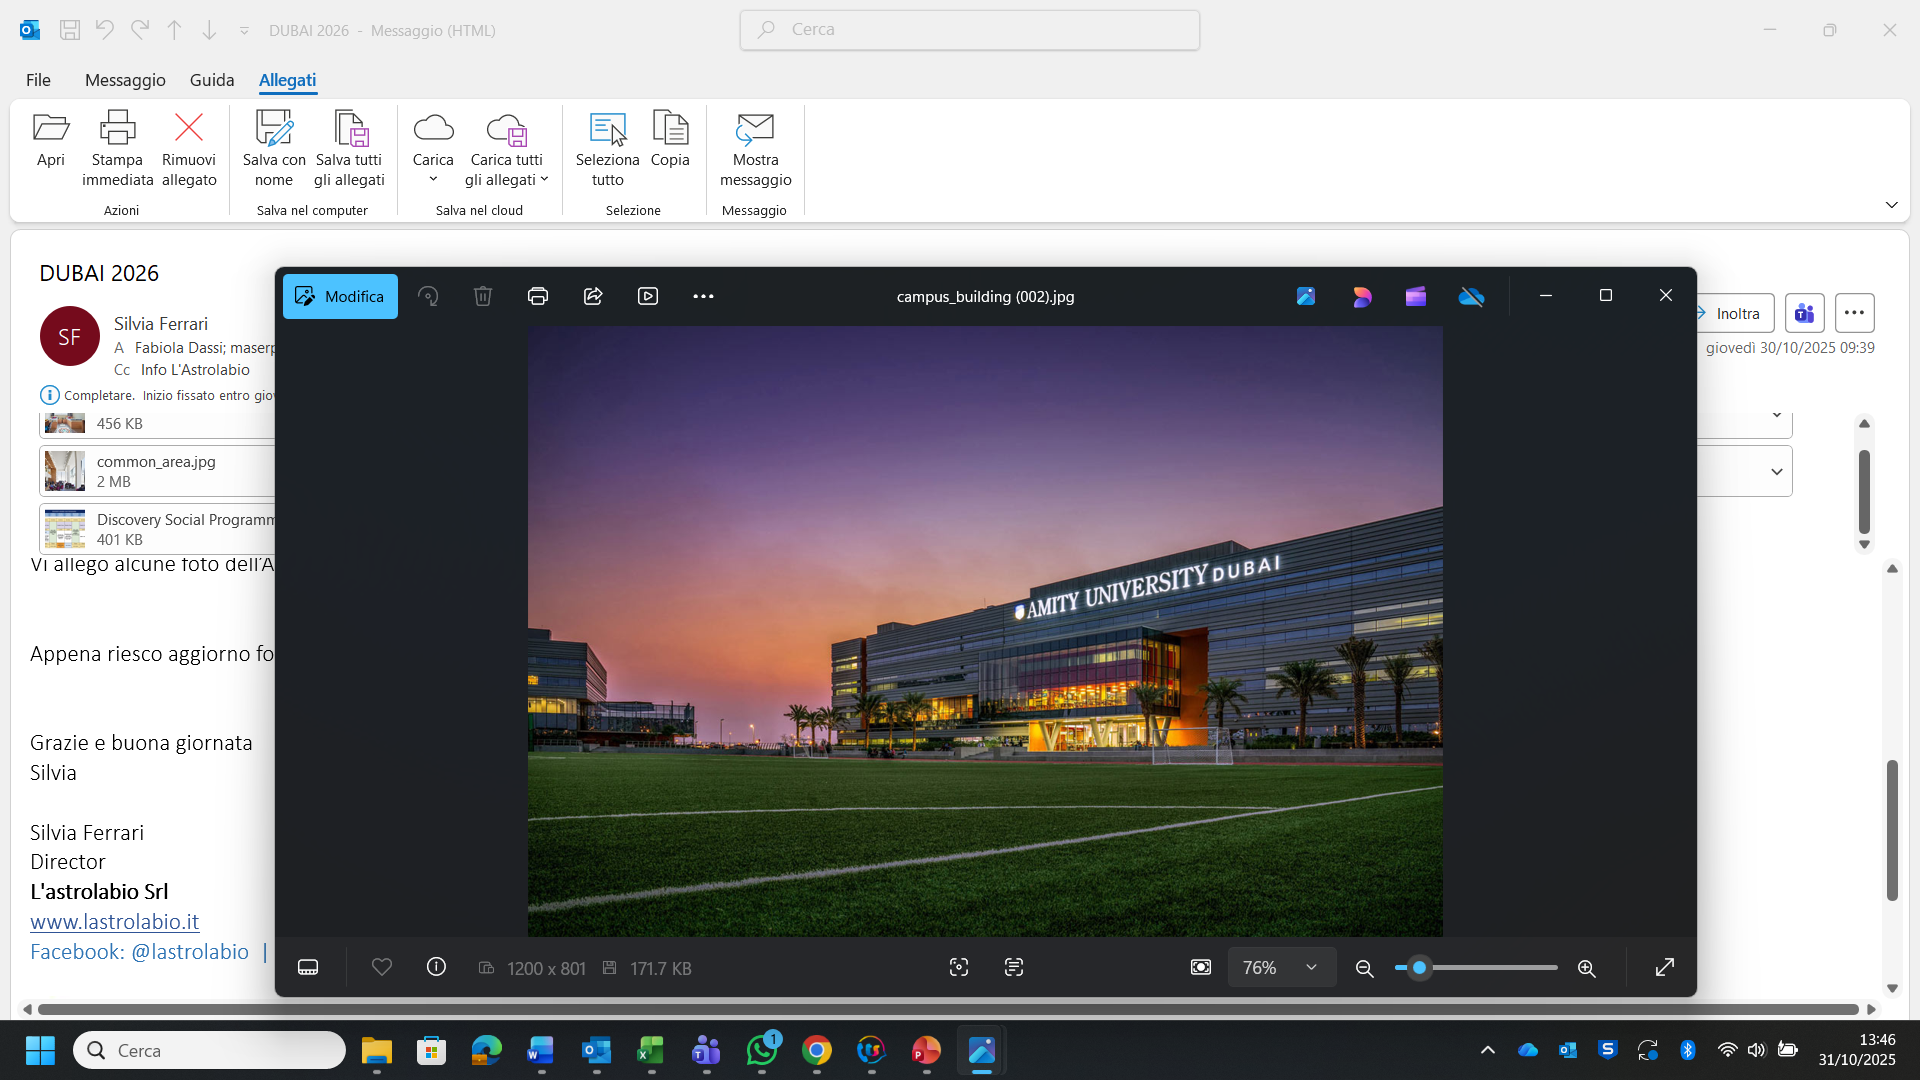 DUBAI 2026 - Messaggio (HTML)
Cerca
File
Messaggio
Guida
Allegati
Apri
Stampa immediata
Rimuovi allegato
Salva con nome
Salva tutti gli allegati
Carica
Carica tutti gli allegati
Seleziona tutto
Copia
Mostra messaggio
Azioni
Salva nel computer
Salva nel cloud
Selezione
Messaggio
DUBAI 2026
SF
Silvia Ferrari
A Fabiola Dassi; maserp
Cc Info L'Astrolabio
Inoltra
giovedì 30/10/2025 09:39
Completare. Inizio fissato entro giov
456 KB
common_area.jpg
2 MB
Discovery Social Programm
401 KB
Vi allego alcune foto dell'A
Appena riesco aggiorno fo
Grazie e buona giornata
Silvia
Silvia Ferrari
Director
L'astrolabio Srl
www.lastrolabio.it
Facebook: @lastrolabio |
Modifica
campus_building (002).jpg
AMITY UNIVERSITY DUBAI
1200 x 801
171.7 KB
76%
Cerca
1
13:46
31/10/2025